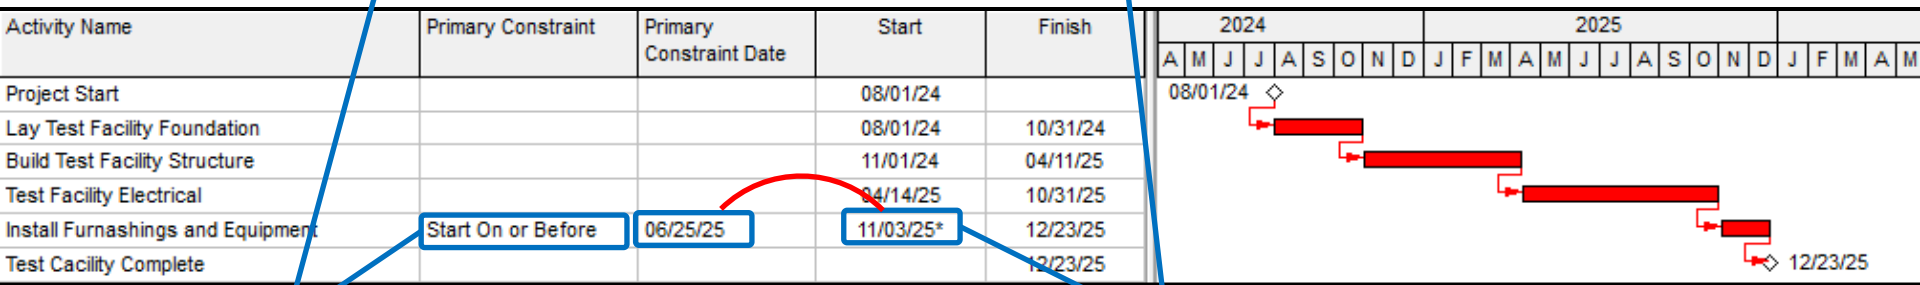 Activity Name Primary Constraint Primary Constraint Date Start Finish 2024 2025
A M J J A S O N D J F M A M J J A S O N D J F M A M
Project Start 08/01/24 08/01/24
Lay Test Facility Foundation 08/01/24 10/31/24
Build Test Facility Structure 11/01/24 04/11/25
Test Facility Electrical 04/14/25 10/31/25
Install Furnashings and Equipment Start On or Before 06/25/25 11/03/25* 12/23/25
Test Cacility Complete 12/23/25 12/23/25